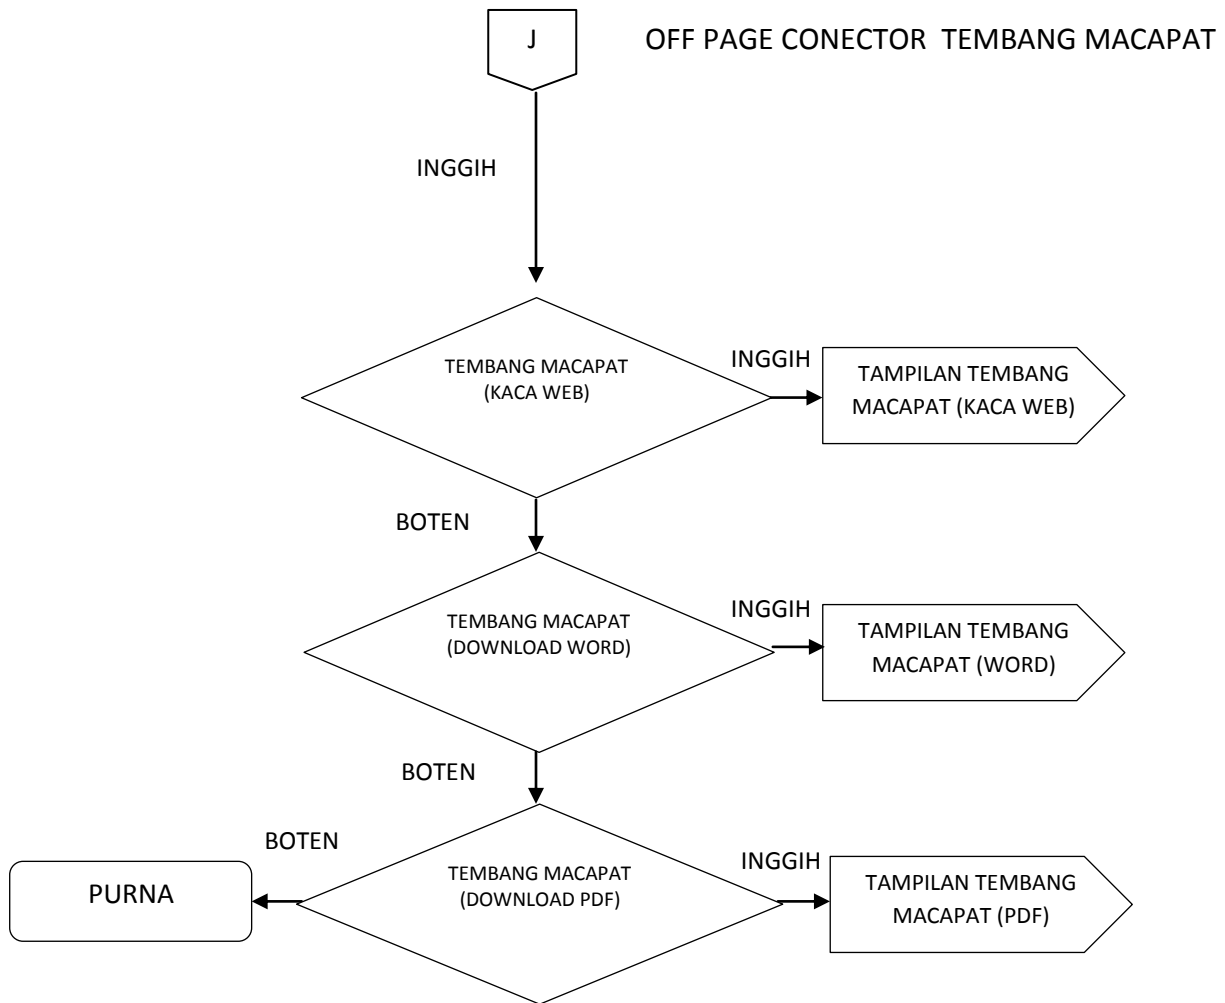 J
OFF PAGE CONECTOR TEMBANG MACAPAT
INGGIH
TEMBANG MACAPAT
(KACA WEB)
INGGIH
TAMPILAN TEMBANG
MACAPAT (KACA WEB)
BOTEN
TEMBANG MACAPAT
(DOWNLOAD WORD)
INGGIH
TAMPILAN TEMBANG
MACAPAT (WORD)
BOTEN
BOTEN
PURNA
TEMBANG MACAPAT
(DOWNLOAD PDF)
INGGIH
TAMPILAN TEMBANG
MACAPAT (PDF)